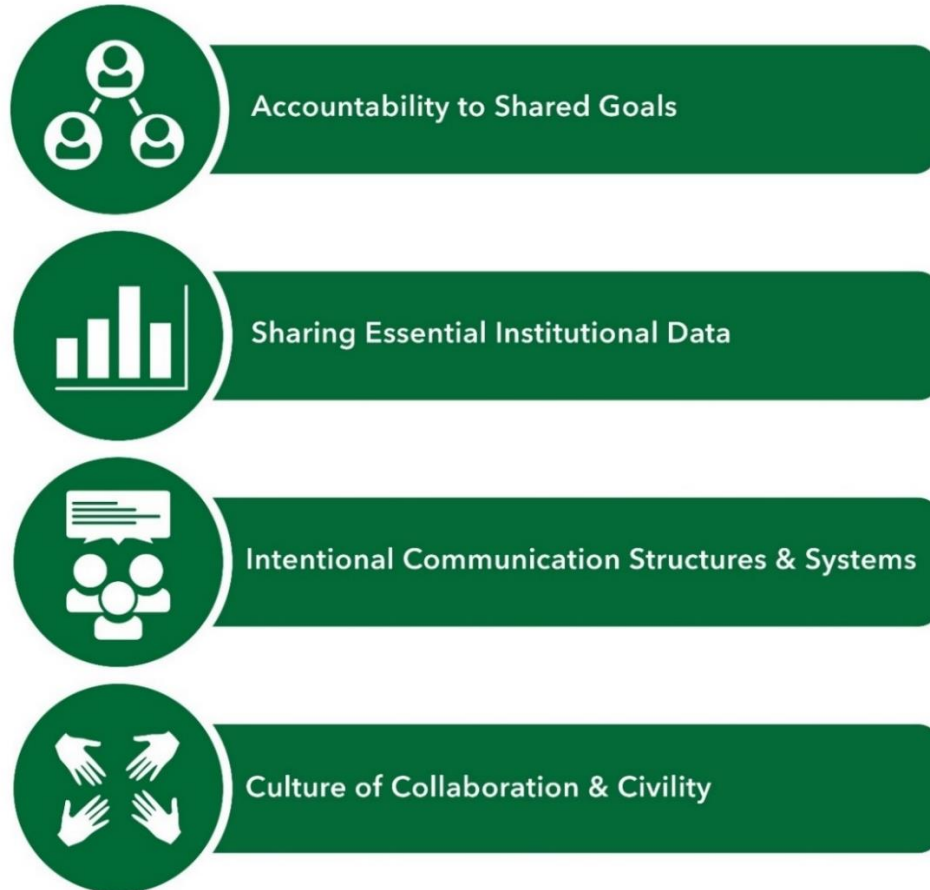 Accountability to Shared Goals
Sharing Essential Institutional Data
Intentional Communication Structures & Systems
Culture of Collaboration & Civility